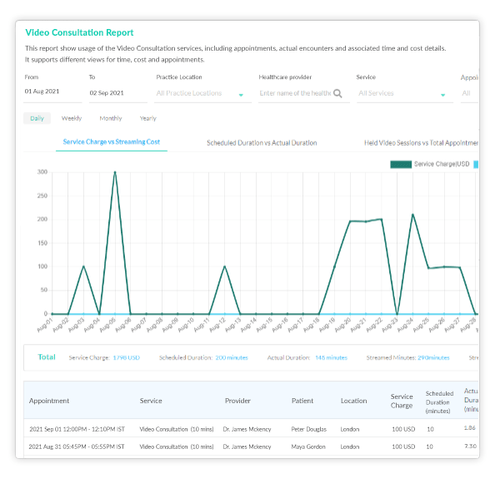 Video Consultation Report
This report show usage of the Video Consultation services, including appointments, actual encounters and associated time and cost details.
It supports different views for time, cost and appointments.
From To Practice Location Healthcare provider Service Appoi
01 Aug 2021 02 Sep 2021 All Practice Locations Enter name of the healthc All Services All
Daily Weekly Monthly Yearly
Service Charge vs Streaming Cost Scheduled Duration vs Actual Duration Held Video Sessions vs Total Appointmen
Service Charge|USD
300
250
200
150
100
50
0
Aug-01 Aug-02 Aug-03 Aug-04 Aug-05 Aug-06 Aug-07 Aug-08 Aug-09 Aug-10 Aug-11 Aug-12 Aug-13 Aug-14 Aug-15 Aug-16 Aug-17 Aug-18 Aug-19 Aug-20 Aug-21 Aug-22 Aug-23 Aug-24 Aug-25 Aug-26 Aug-27 Aug-28
Total Service Charge: 1798 USD Scheduled Duration: 200 minutes Actual Duration: minutes Streamed Minutes: 298 minutes Stre
Appointment Service Provider Patient Location Service Charge Scheduled Duration (minutes) Actu Dura (minu
2021 Sep 01 12:00PM - 12:10PM IST Video Consultation (10 mins) Dr. James Mckency Peter Douglas London 100 USD 10 1.86
2021 Aug 31 05:45PM - 05:55PM IST Video Consultation (10 mins) Dr. James Mckency Maya Gordon London 100 USD 10 7.30